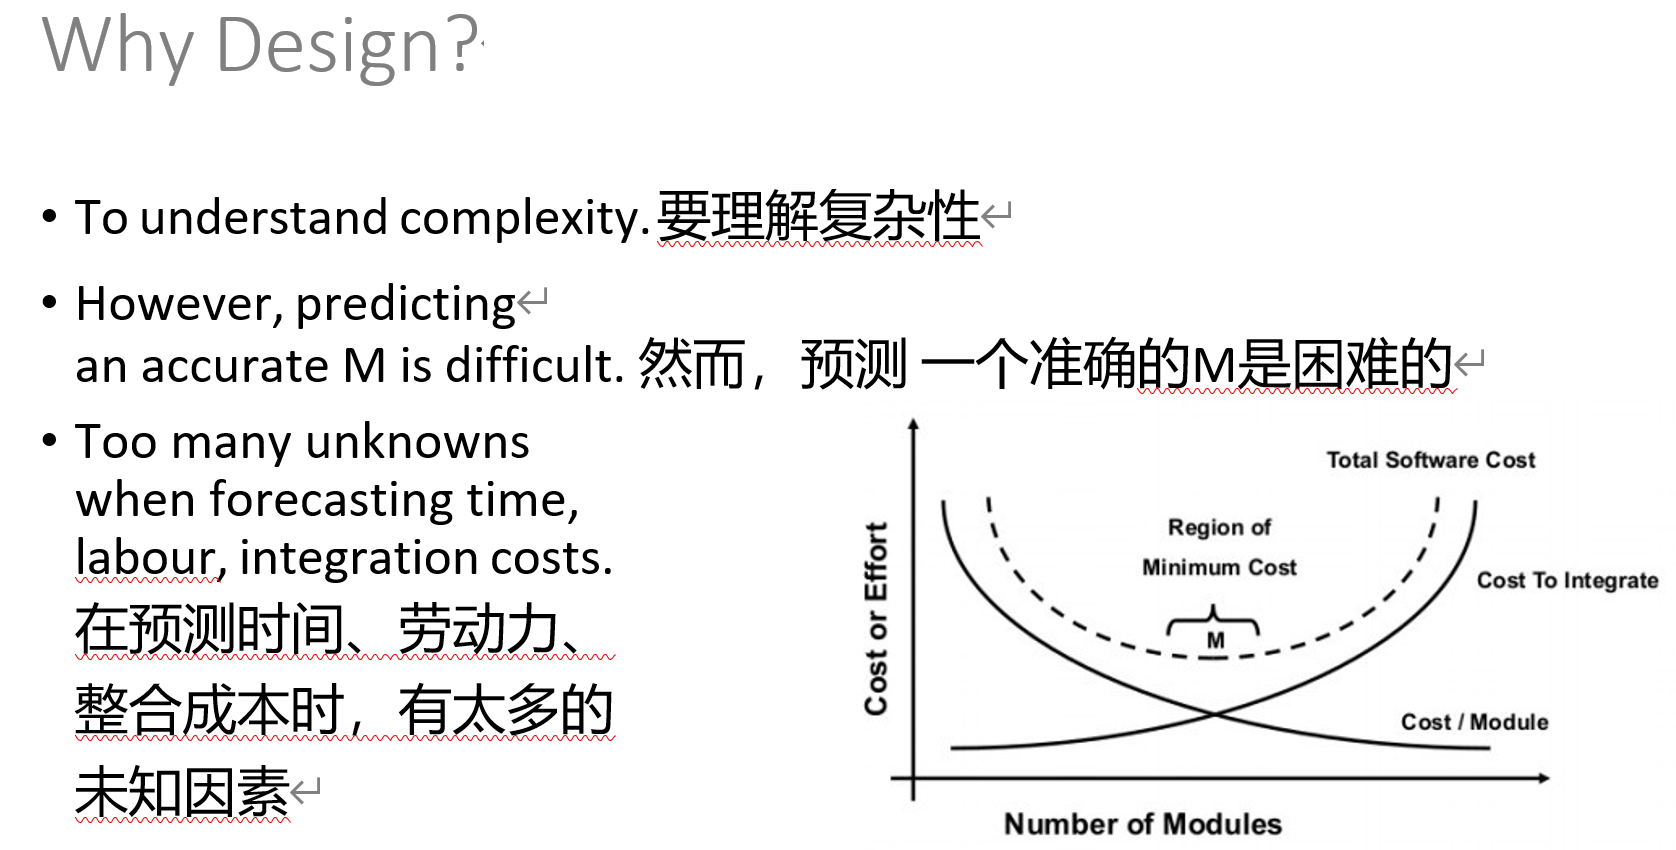 Why Design?
• To understand complexity.要理解复杂性
• However, predicting
an accurate M is difficult. 然而，预测 一个准确的M是困难的
• Too many unknowns
when forecasting time,
labour, integration costs.
在预测时间、劳动力、
整合成本时，有太多的
未知因素
Total Software Cost
Region of
Minimum Cost
M
Cost To Integrate
Cost / Module
Cost or Effort
Number of Modules